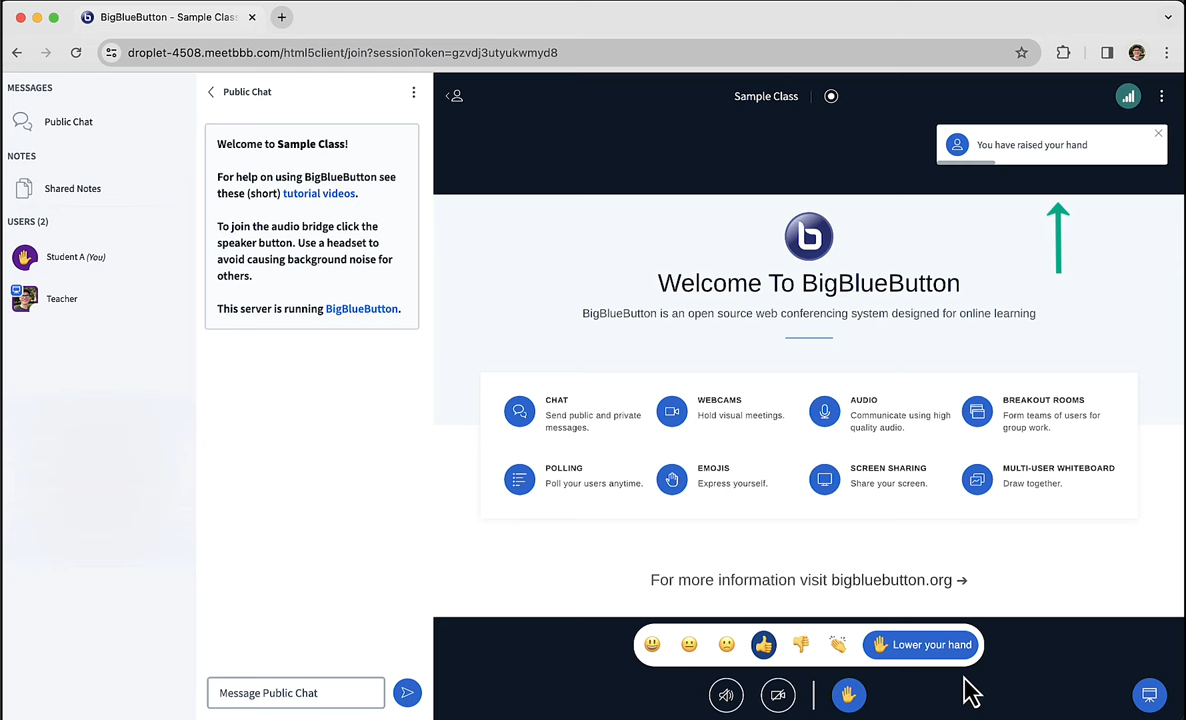 BigBlueButton - Sample Clas
droplet-4508.meetbbb.com/html5client/join?sessionToken=gzvdj3utyukwmyd8
MESSAGES
Public Chat
NOTES
Shared Notes
USERS (2)
Student A (You)
Teacher
Public Chat
Welcome to Sample Class!
For help on using BigBlueButton see
these (short) tutorial videos.
To join the audio bridge click the
speaker button. Use a headset to
avoid causing background noise for
others.
This server is running BigBlueButton.
Message Public Chat
Sample Class
You have raised your hand
b
Welcome To BigBlueButton
BigBlueButton is an open source web conferencing system designed for online learning
CHAT
Send public and private
messages.
WEBCAMS
Hold visual meetings.
AUDIO
Communicate using high
quality audio.
BREAKOUT ROOMS
Form teams of users for
group work.
POLLING
Poll your users anytime.
EMOJIS
Express yourself.
SCREEN SHARING
Share your screen.
MULTI-USER WHITEBOARD
Draw together.
For more information visit bigbluebutton.org →
Lower your hand